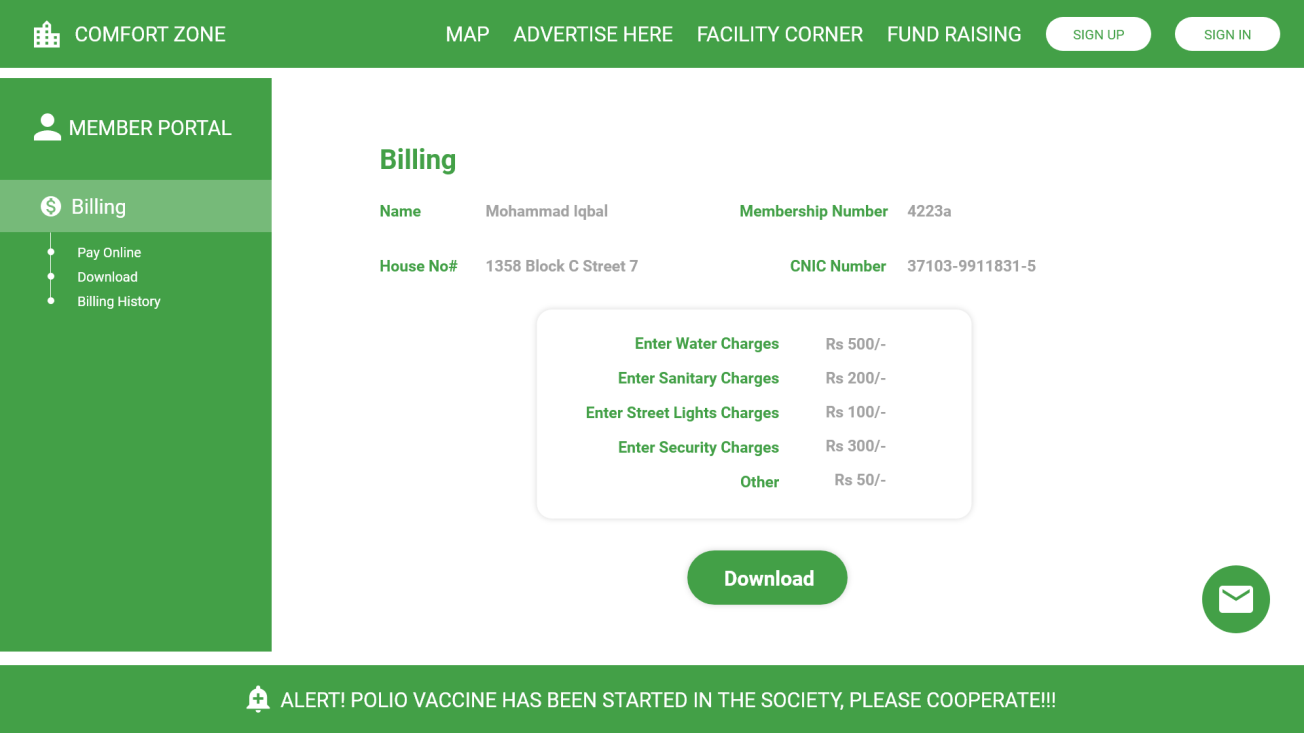 COMFORT ZONE MAP ADVERTISE HERE FACILITY CORNER FUND RAISING SIGN UP SIGN IN
MEMBER PORTAL
Billing
Pay Online
Download
Billing History
Billing
Name Mohammad Iqbal Membership Number 4223a
House No# 1358 Block C Street 7 CNIC Number 37103-9911831-5
Enter Water Charges Rs 500/-
Enter Sanitary Charges Rs 200/-
Enter Street Lights Charges Rs 100/-
Enter Security Charges Rs 300/-
Other Rs 50/-
Download
ALERT! POLIO VACCINE HAS BEEN STARTED IN THE SOCIETY, PLEASE COOPERATE!!!